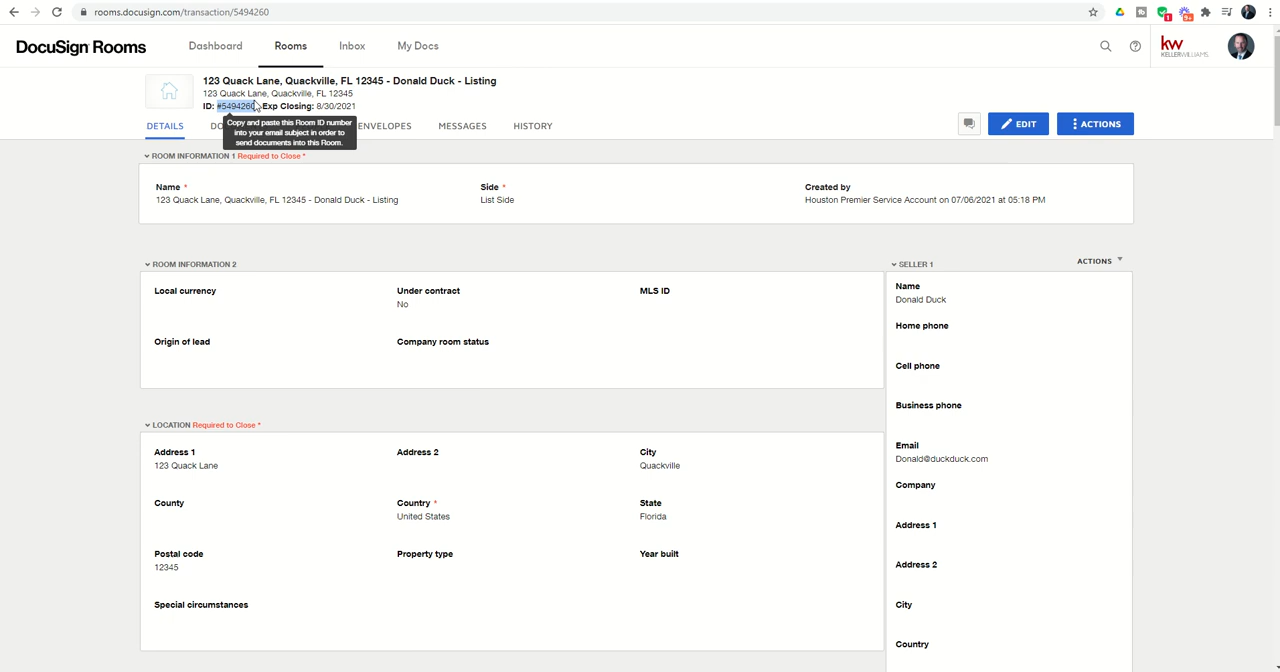 rooms.docusign.com/transaction/5494260
1
9+
DocuSign Rooms
Dashboard
Rooms
Inbox
My Docs
kw
KELLERWILLIAMS.
123 Quack Lane, Quackville, FL 12345 - Donald Duck - Listing
123 Quack Lane, Quackville, FL 12345
ID: #5494260 Exp Closing: 8/30/2021
Copy and paste this Room ID number
into your email subject in order to
send documents into this Room.
DETAILS
DO
ENVELOPES
MESSAGES
HISTORY
EDIT
ACTIONS
ROOM INFORMATION 1 Required to Close *
Name *
Side *
Created by
123 Quack Lane, Quackville, FL 12345 - Donald Duck - Listing
List Side
Houston Premier Service Account on 07/06/2021 at 05:18 PM
ROOM INFORMATION 2
Local currency
Under contract
No
MLS ID
Origin of lead
Company room status
LOCATION Required to Close *
Address 1
123 Quack Lane
Address 2
City
Quackville
County
Country *
United States
State
Florida
Postal code
12345
Property type
Year built
Special circumstances
SELLER 1
ACTIONS
Name
Donald Duck
Home phone
Cell phone
Business phone
Email
Donald@duckduck.com
Company
Address 1
Address 2
City
Country